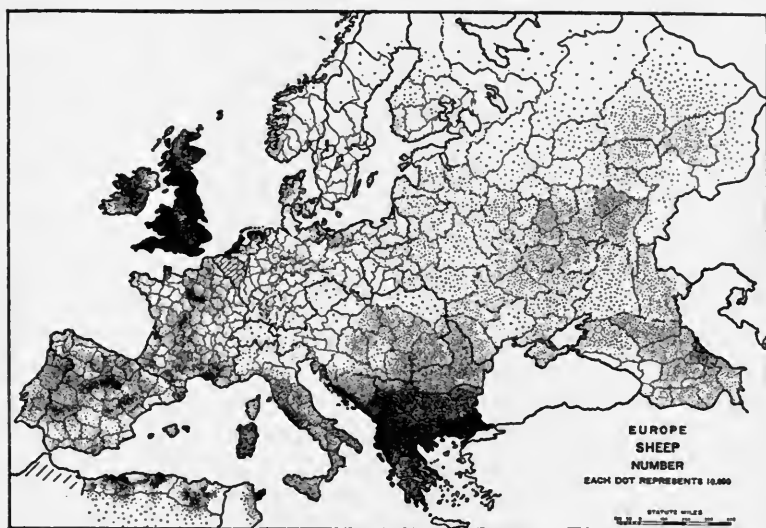 EUROPE
SHEEP
NUMBER
EACH DOT REPRESENTS 10,000
STATUTE MILES